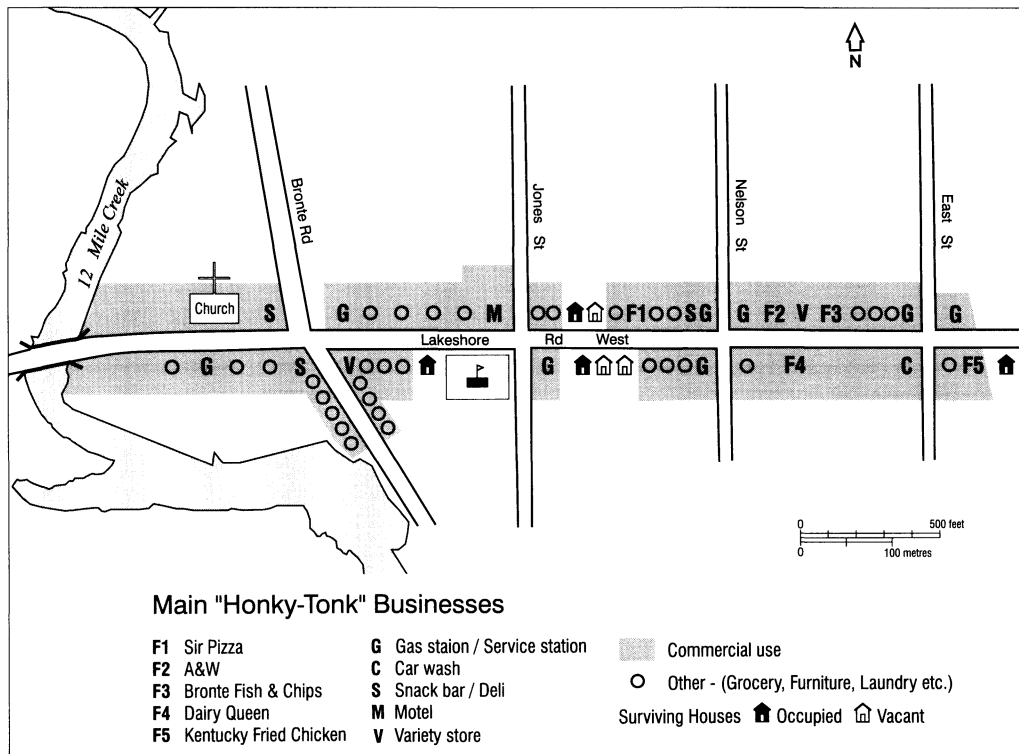 N
12 Mile Creek
Bronte Rd
Jones St
Nelson St
East St
Church
S
G M F1 S G G F2 V F3 G G
Lakeshore Rd West
G S V G G F4 C F5
0 500 feet
0 100 metres
Main "Honky-Tonk" Businesses
F1 Sir Pizza
F2 A&W
F3 Bronte Fish & Chips
F4 Dairy Queen
F5 Kentucky Fried Chicken
G Gas staion / Service station
C Car wash
S Snack bar / Deli
M Motel
V Variety store
Commercial use
Other - (Grocery, Furniture, Laundry etc.)
Surviving Houses Occupied Vacant